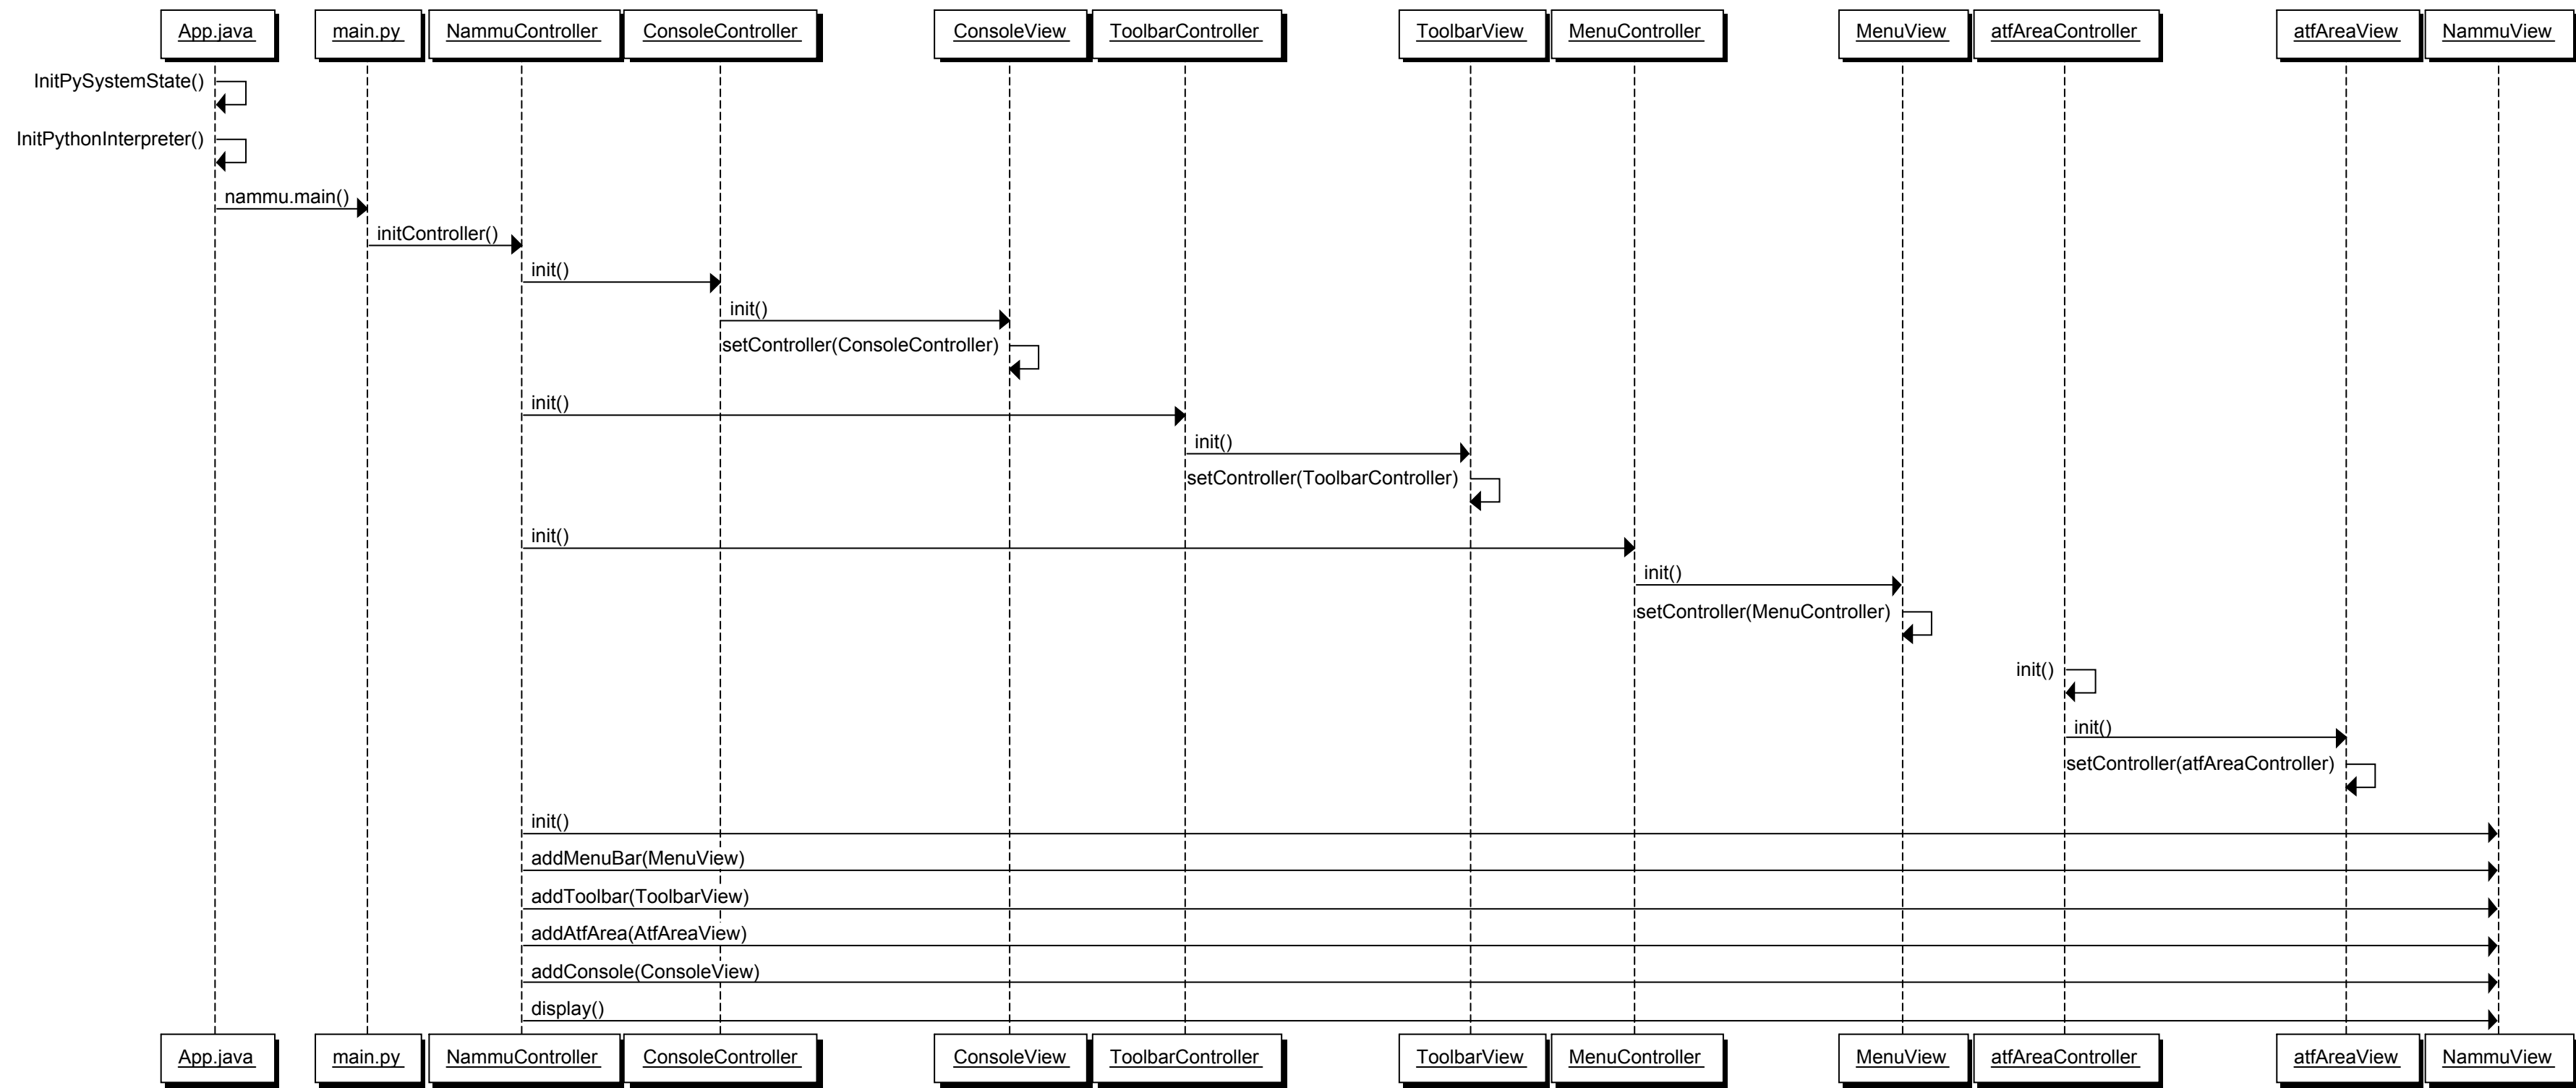 App.java
main.py
NammuController
ConsoleController
ConsoleView
ToolbarController
ToolbarView
MenuController
MenuView
atfAreaController
atfAreaView
NammuView
InitPySystemState()
InitPythonInterpreter()
nammu.main()
initController()
init()
init()
setController(ConsoleController)
init()
init()
setController(ToolbarController)
init()
init()
setController(MenuController)
init()
init()
setController(atfAreaController)
init()
addMenuBar(MenuView)
addToolbar(ToolbarView)
addAtfArea(AtfAreaView)
addConsole(ConsoleView)
display()
App.java
main.py
NammuController
ConsoleController
ConsoleView
ToolbarController
ToolbarView
MenuController
MenuView
atfAreaController
atfAreaView
NammuView